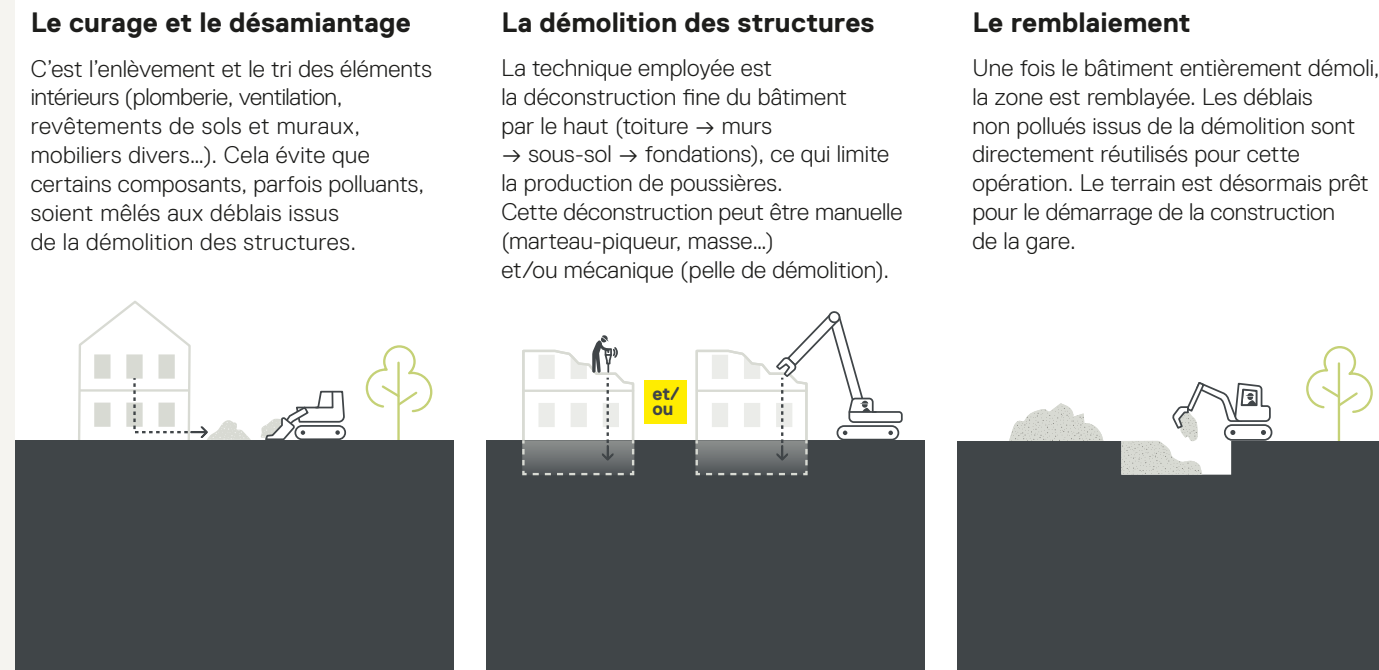 Le curage et le désamiantage
C’est l’enlèvement et le tri des éléments
intérieurs (plomberie, ventilation,
revêtements de sols et muraux,
mobiliers divers…). Cela évite que
certains composants, parfois polluants,
soient mêlés aux déblais issus
de la démolition des structures.
La démolition des structures
La technique employée est
la déconstruction fine du bâtiment
par le haut (toiture → murs
→ sous-sol → fondations), ce qui limite
la production de poussières.
Cette déconstruction peut être manuelle
(marteau-piqueur, masse…)
et/ou mécanique (pelle de démolition).
et/
ou
Le remblaiement
Une fois le bâtiment entièrement démoli,
la zone est remblayée. Les déblais
non pollués issus de la démolition sont
directement réutilisés pour cette
opération. Le terrain est désormais prêt
pour le démarrage de la construction
de la gare.